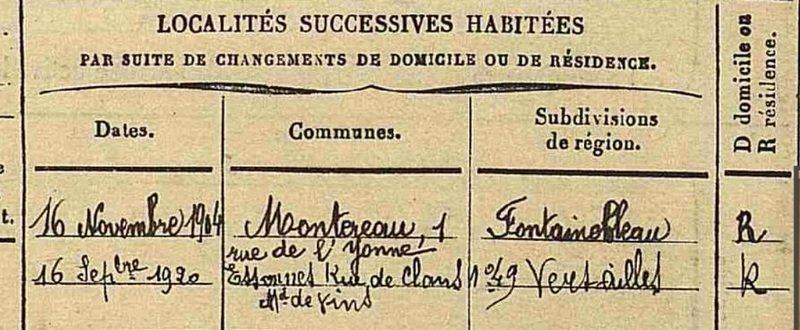 LOCALITÉS SUCCESSIVES HABITÉES
PAR SUITE DE CHANGEMENTS DE DOMICILE OU DE RÉSIDENCE.
Dates.
Communes.
Subdivisions
de région.
D domicile ou
R résidence.
e
t.
16 Novembre 1904 Montereau, 1 Fontainebleau R
rue de l'Yonne
16 Sepbre 1920 Essonnes Rue de 49 Versailles R
Md de vins